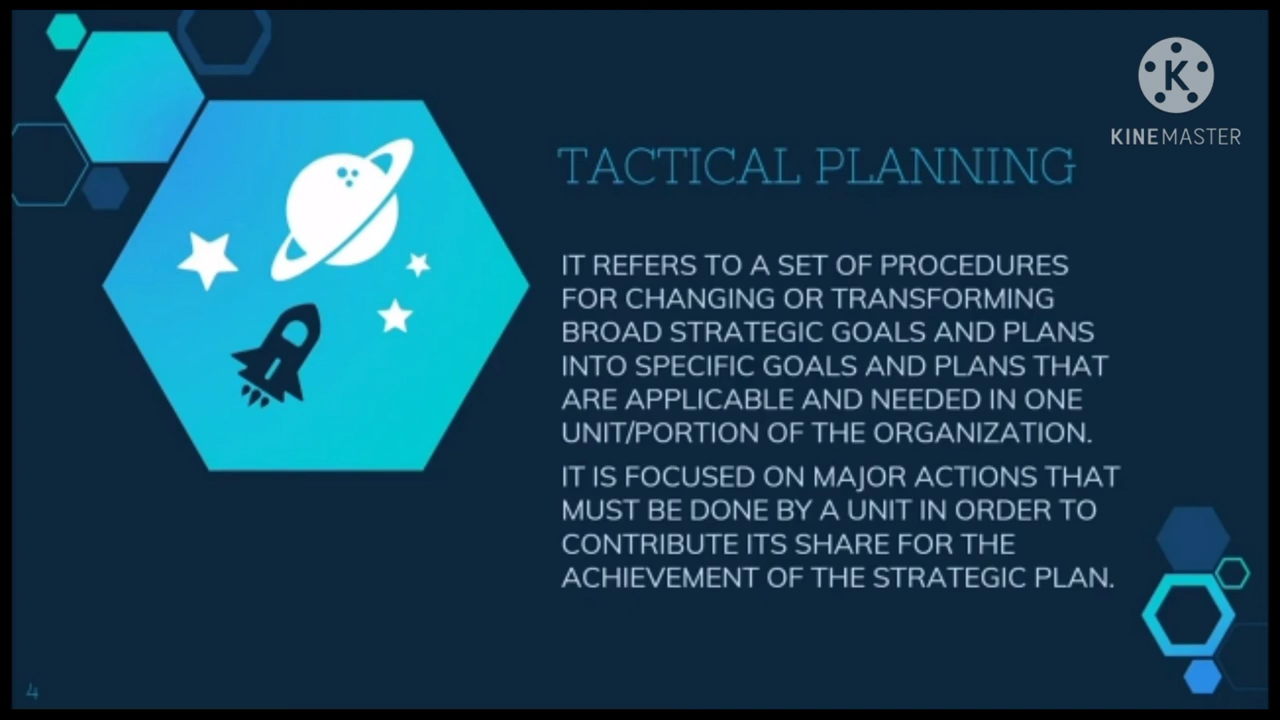 K
KINEMASTER
TACTICAL PLANNING
IT REFERS TO A SET OF PROCEDURES
FOR CHANGING OR TRANSFORMING
BROAD STRATEGIC GOALS AND PLANS
INTO SPECIFIC GOALS AND PLANS THAT
ARE APPLICABLE AND NEEDED IN ONE
UNIT/PORTION OF THE ORGANIZATION.
IT IS FOCUSED ON MAJOR ACTIONS THAT
MUST BE DONE BY A UNIT IN ORDER TO
CONTRIBUTE ITS SHARE FOR THE
ACHIEVEMENT OF THE STRATEGIC PLAN.
4